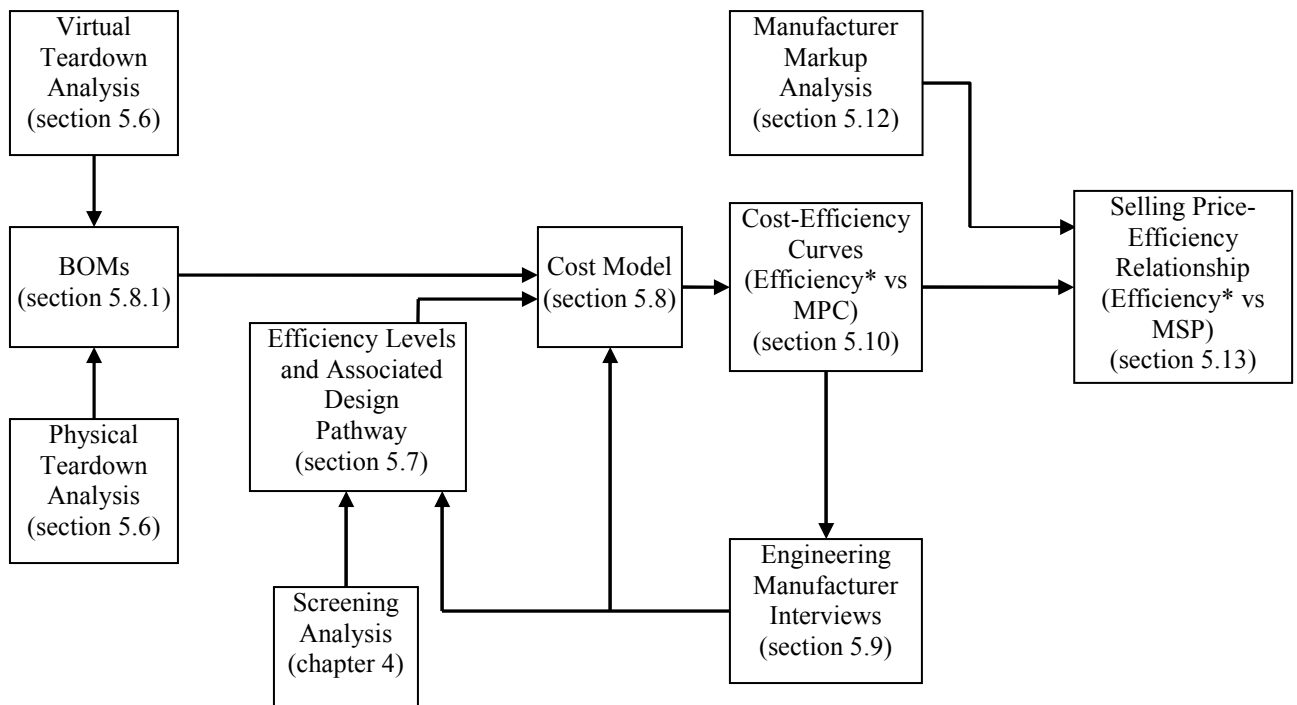 Virtual
Teardown
Analysis
(section 5.6)
Manufacturer
Markup
Analysis
(section 5.12)
BOMs
(section 5.8.1)
Cost Model
(section 5.8)
Cost-Efficiency
Curves
(Efficiency* vs
MPC)
(section 5.10)
Selling Price-
Efficiency
Relationship
(Efficiency* vs
MSP)
(section 5.13)
Efficiency Levels
and Associated
Design
Pathway
(section 5.7)
Physical
Teardown
Analysis
(section 5.6)
Screening
Analysis
(chapter 4)
Engineering
Manufacturer
Interviews
(section 5.9)